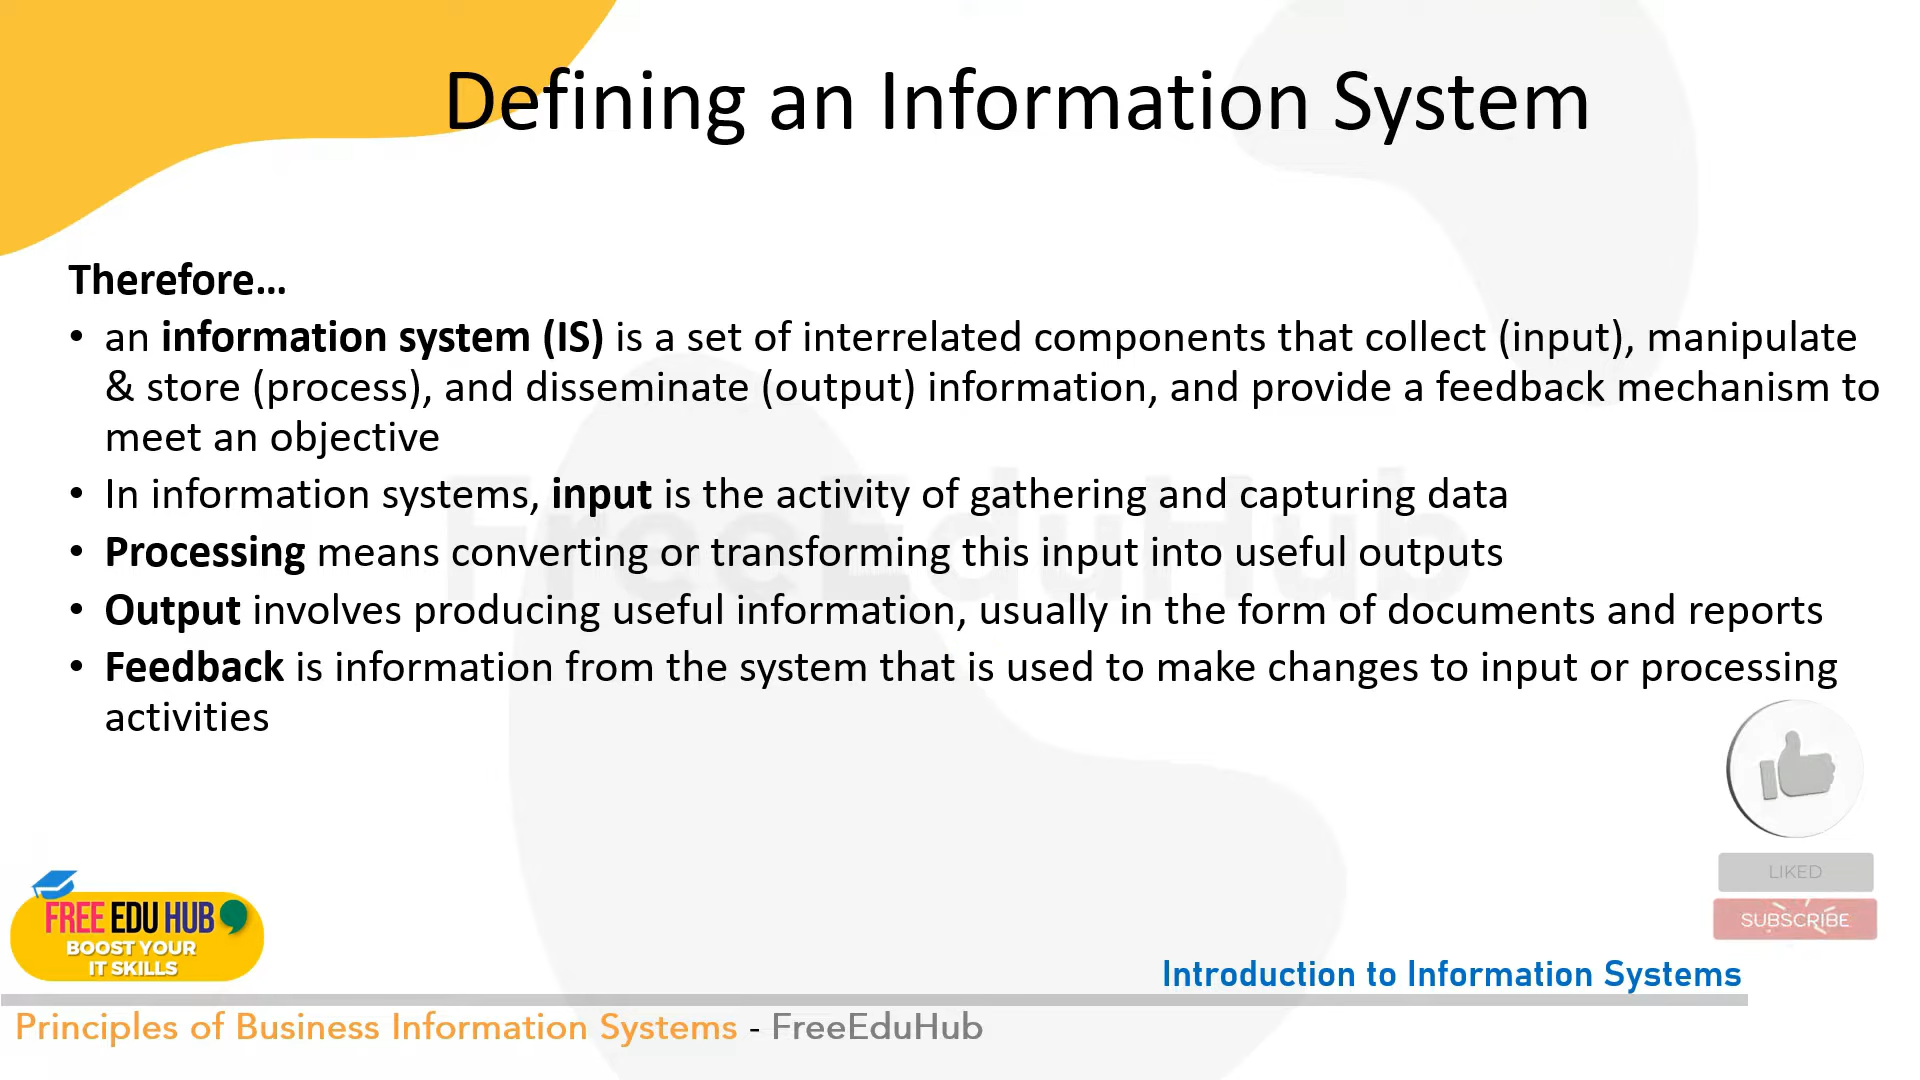 Defining an Information System
Therefore...
• an information system (IS) is a set of interrelated components that collect (input), manipulate
& store (process), and disseminate (output) information, and provide a feedback mechanism to
meet an objective
• In information systems, input is the activity of gathering and capturing data
• Processing means converting or transforming this input into useful outputs
• Output involves producing useful information, usually in the form of documents and reports
• Feedback is information from the system that is used to make changes to input or processing
activities
FreeEduHub
LIKED
SUBSCRIBE
FREE EDU HUB
BOOST YOUR
IT SKILLS
Introduction to Information Systems
Principles of Business Information Systems - FreeEduHub